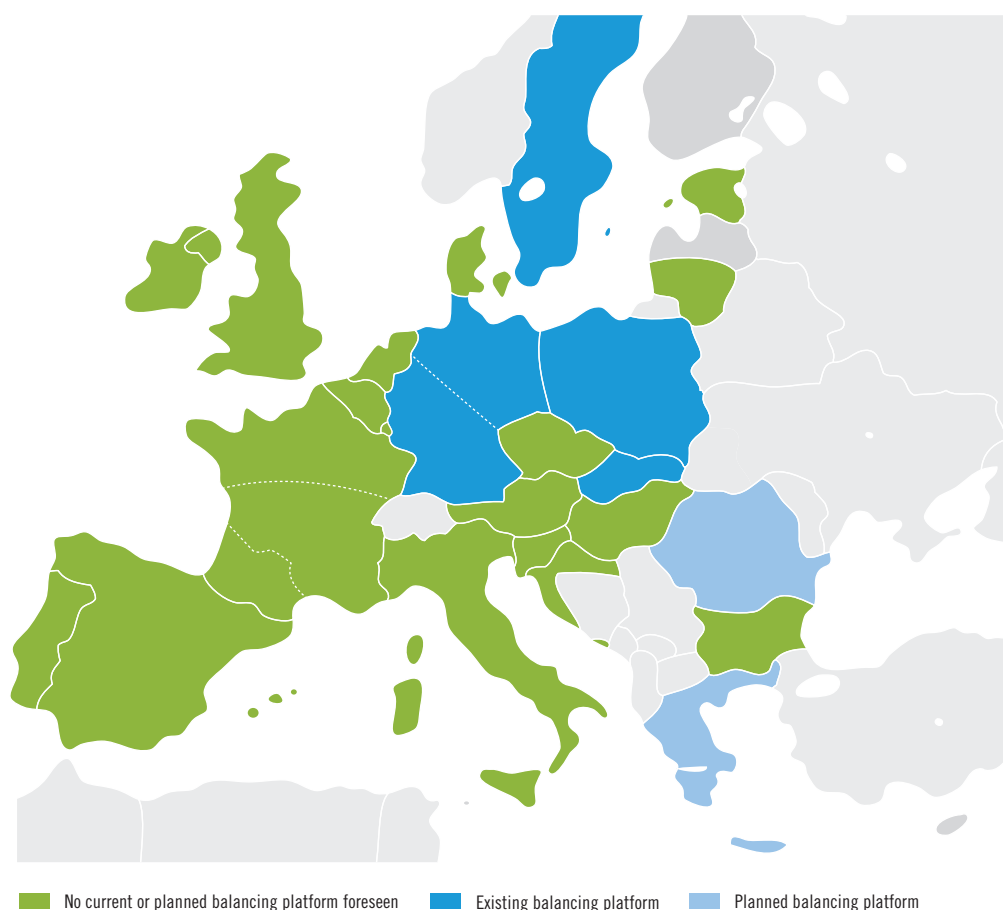 No current or planned balancing platform foreseen
Existing balancing platform
Planned balancing platform